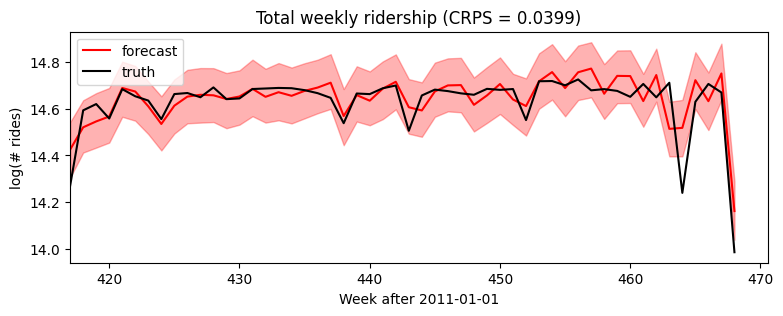 Total weekly ridership (CRPS = 0.0399)
forecast
truth
log(# rides)
14.8
14.6
14.4
14.2
14.0
420 430 440 450 460 470
Week after 2011-01-01